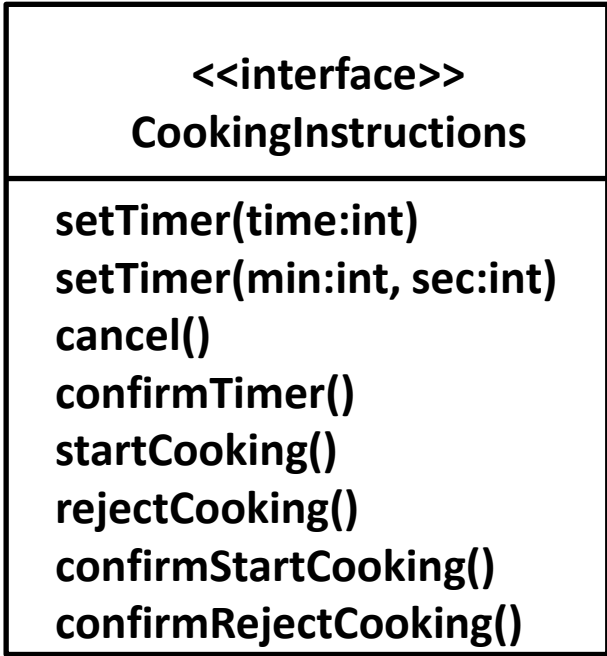 <<interface>>
CookingInstructions
setTimer(time:int)
setTimer(min:int, sec:int)
cancel()
confirmTimer()
startCooking()
rejectCooking()
confirmStartCooking()
confirmRejectCooking()